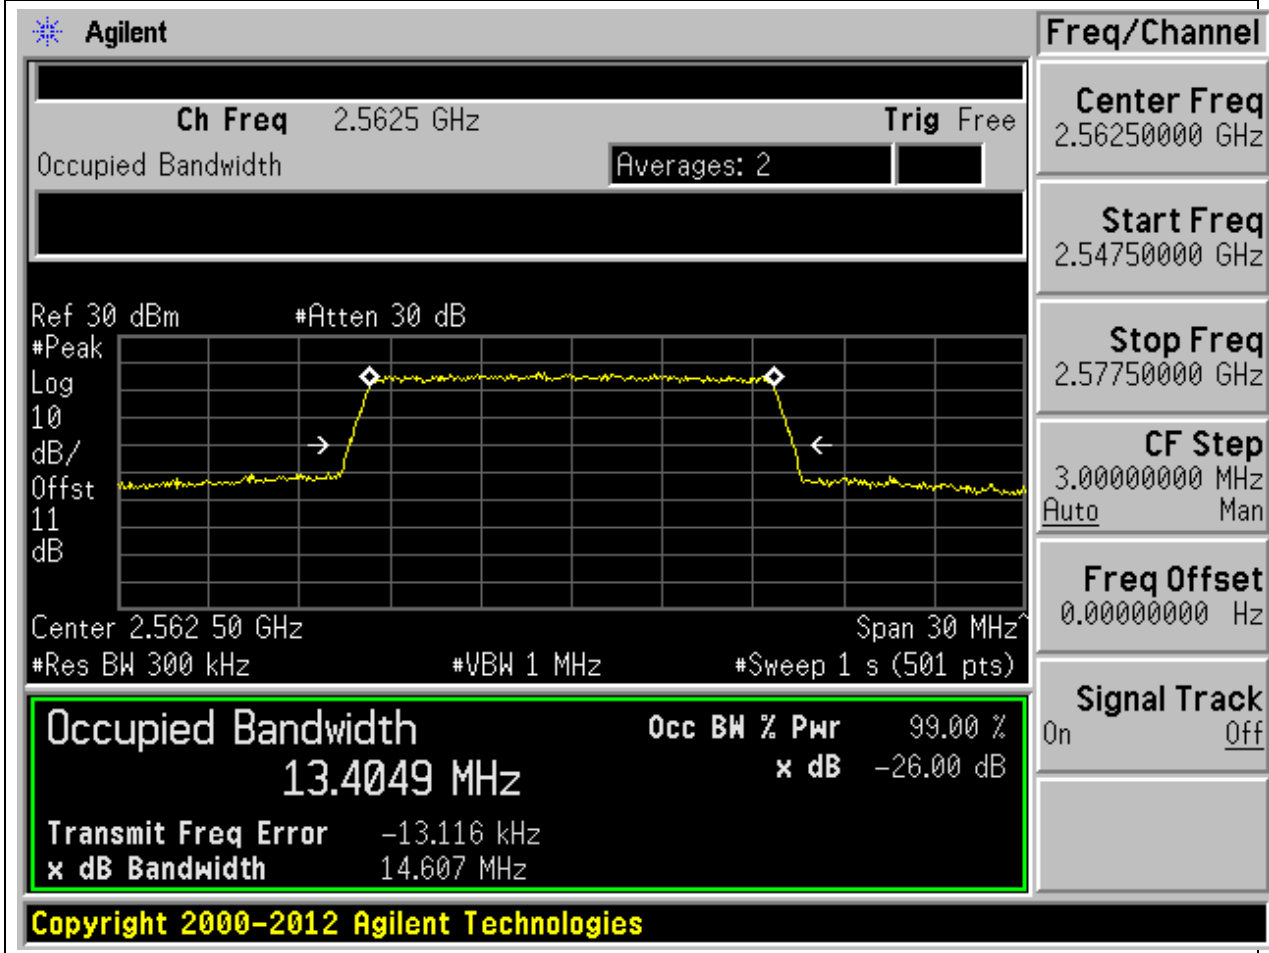 Agilent
Freq/Channel
Ch Freq 2.5625 GHz Trig Free
Occupied Bandwidth Averages: 2
Center Freq
2.56250000 GHz
Start Freq
2.54750000 GHz
Stop Freq
2.57750000 GHz
CF Step
3.00000000 MHz
Auto Man
Freq Offset
0.00000000 Hz
Signal Track
On Off
Ref 30 dBm #Atten 30 dB
#Peak
Log
10
dB/
Offst
11
dB
Center 2.562 50 GHz Span 30 MHz^
#Res BW 300 kHz #VBW 1 MHz #Sweep 1 s (501 pts)
Occupied Bandwidth Occ BW % Pwr 99.00 %
13.4049 MHz x dB -26.00 dB
Transmit Freq Error -13.116 kHz
x dB Bandwidth 14.607 MHz
Copyright 2000-2012 Agilent Technologies